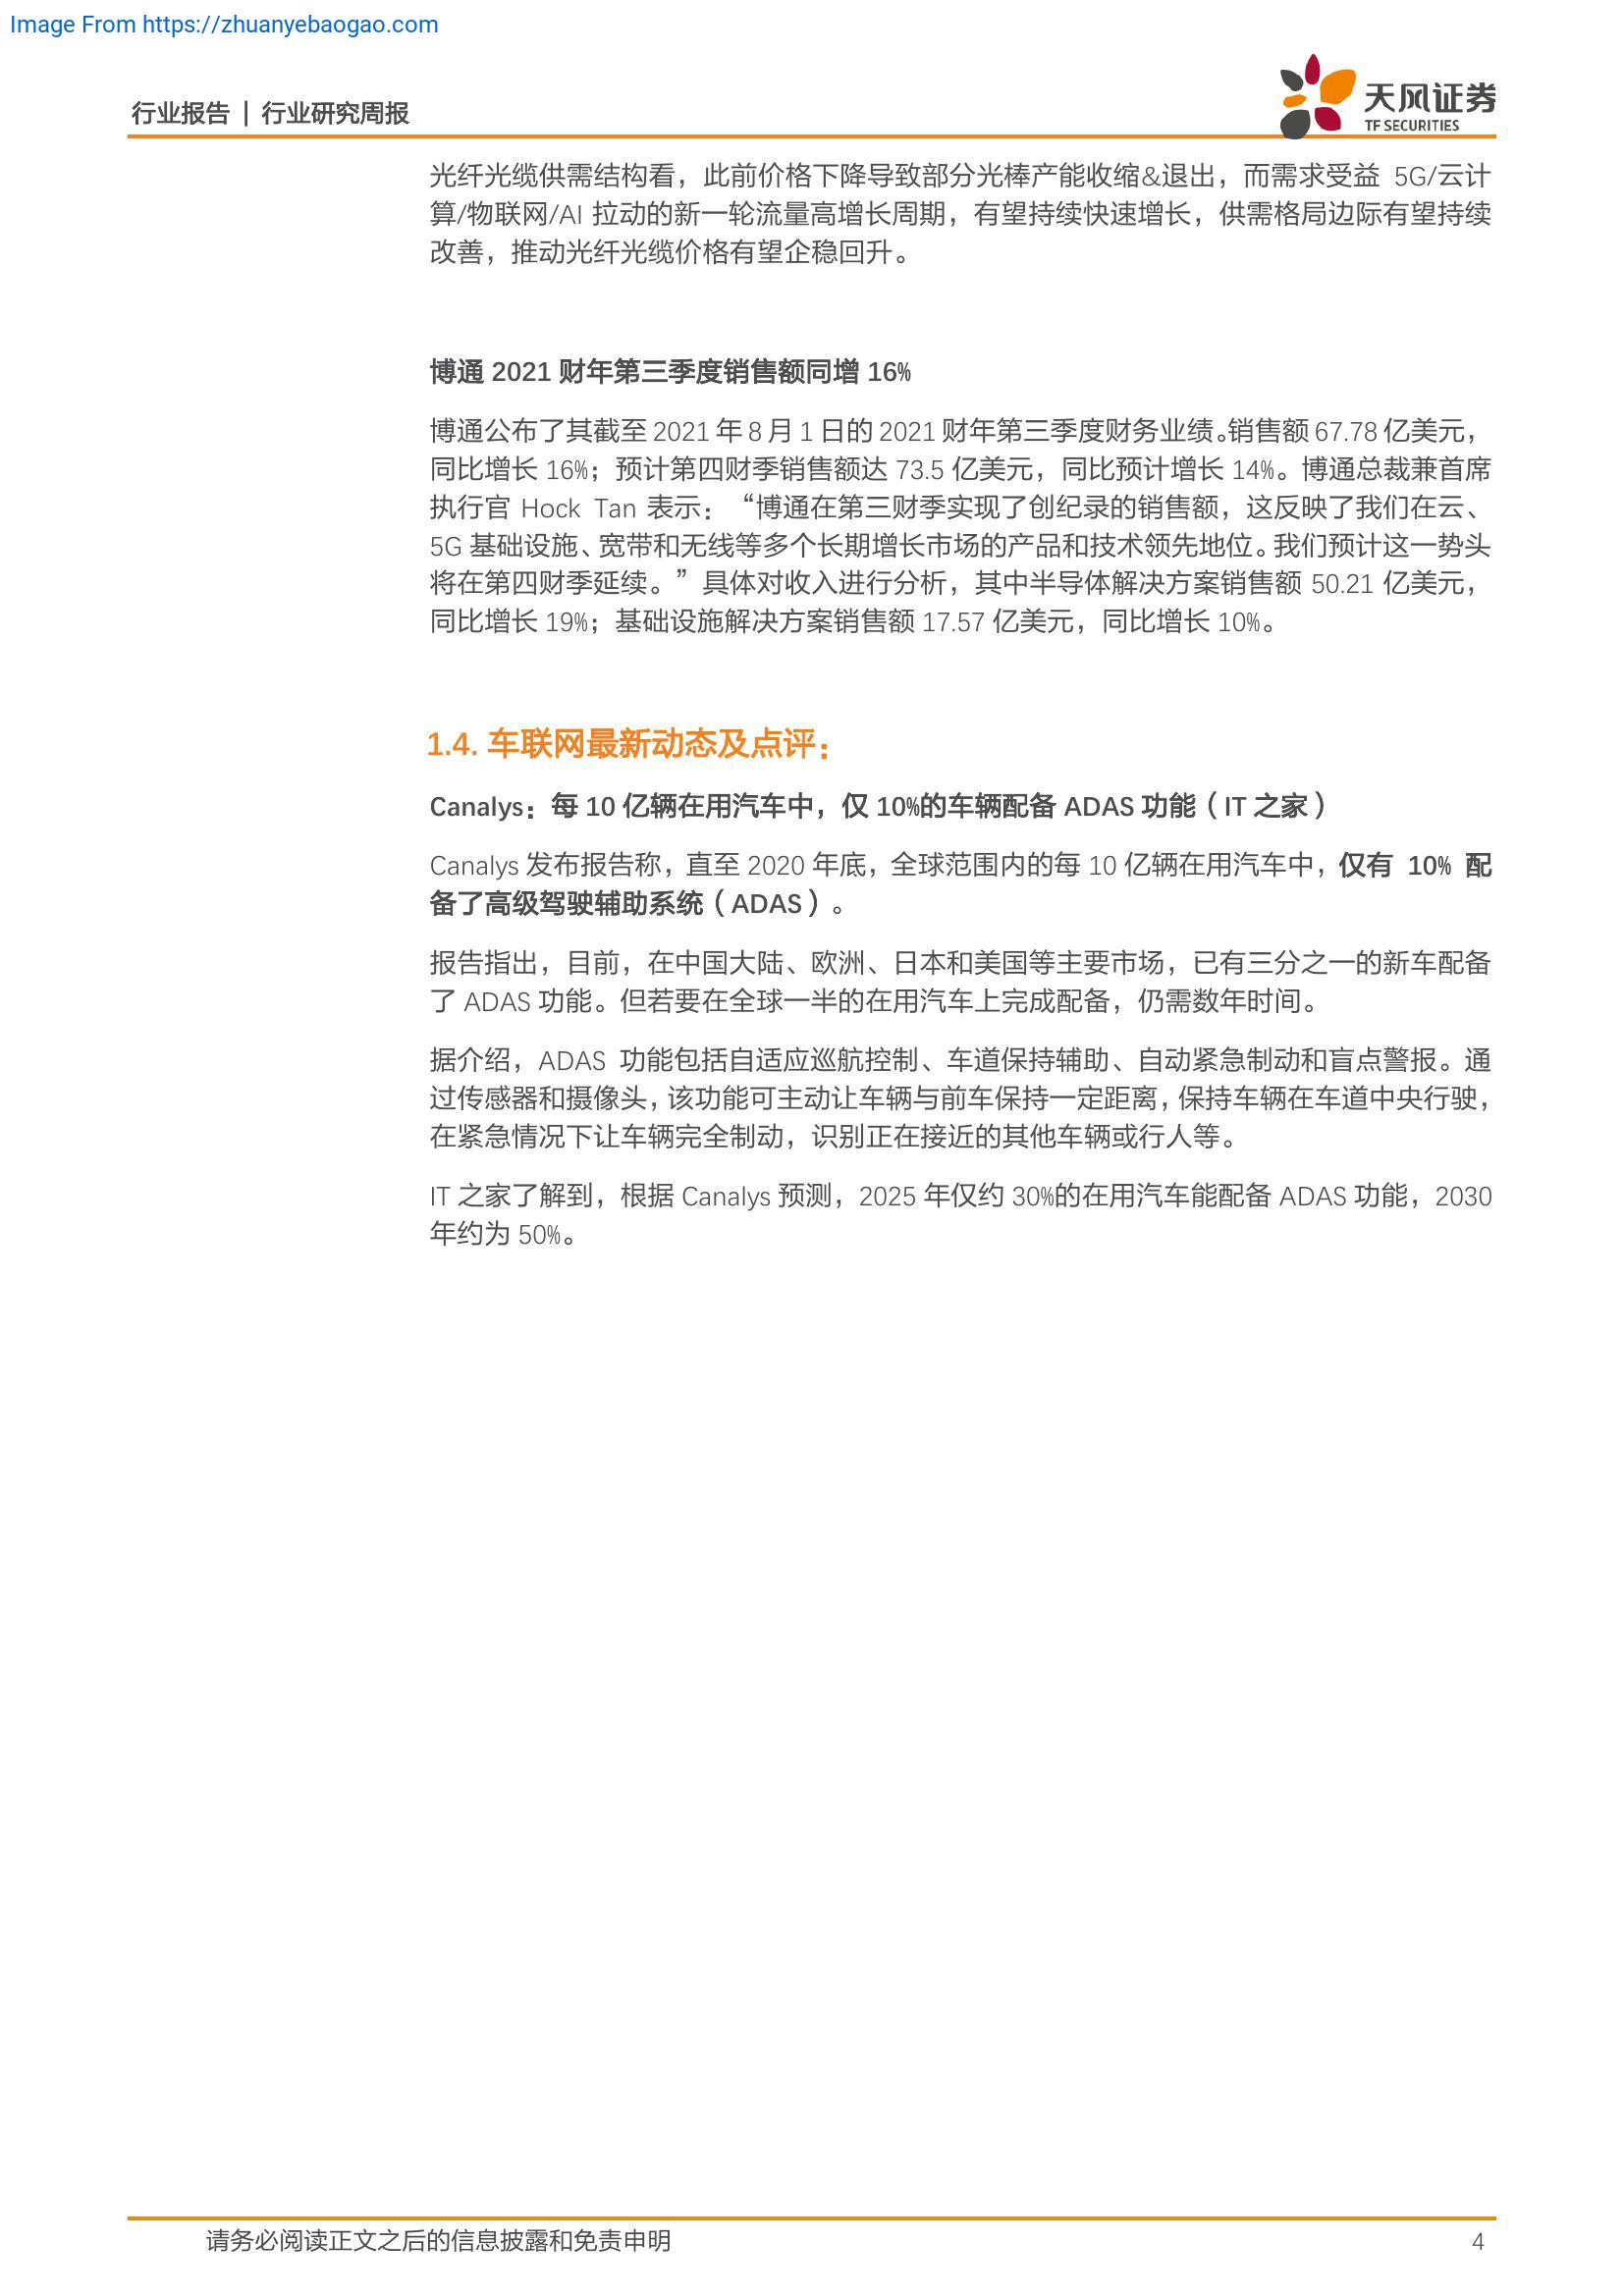 Image From https://zhuanyebaogao.com
行业报告 | 行业研究周报
天风证券
TF SECURITIES
光纤光缆供需结构看，此前价格下降导致部分光棒产能收缩&退出，而需求受益 5G/云计
算/物联网/AI 拉动的新一轮流量高增长周期，有望持续快速增长，供需格局边际有望持续
改善，推动光纤光缆价格有望企稳回升。
博通 2021 财年第三季度销售额同增 16%
博通公布了其截至 2021 年 8 月 1 日的 2021 财年第三季度财务业绩。销售额 67.78 亿美元，
同比增长 16%；预计第四财季销售额达 73.5 亿美元，同比预计增长 14%。博通总裁兼首席
执行官 Hock Tan 表示：“博通在第三财季实现了创纪录的销售额，这反映了我们在云、
5G 基础设施、宽带和无线等多个长期增长市场的产品和技术领先地位。我们预计这一势头
将在第四财季延续。”具体对收入进行分析，其中半导体解决方案销售额 50.21 亿美元，
同比增长 19%；基础设施解决方案销售额 17.57 亿美元，同比增长 10%。
1.4. 车联网最新动态及点评：
Canalys：每 10 亿辆在用汽车中，仅 10%的车辆配备 ADAS 功能（IT 之家）
Canalys 发布报告称，直至 2020 年底，全球范围内的每 10 亿辆在用汽车中，仅有 10% 配
备了高级驾驶辅助系统（ADAS）。
报告指出，目前，在中国大陆、欧洲、日本和美国等主要市场，已有三分之一的新车配备
了 ADAS 功能。但若要在全球一半的在用汽车上完成配备，仍需数年时间。
据介绍，ADAS 功能包括自适应巡航控制、车道保持辅助、自动紧急制动和盲点警报。通
过传感器和摄像头，该功能可主动让车辆与前车保持一定距离，保持车辆在车道中央行驶，
在紧急情况下让车辆完全制动，识别正在接近的其他车辆或行人等。
IT 之家了解到，根据 Canalys 预测，2025 年仅约 30%的在用汽车能配备 ADAS 功能，2030
年约为 50%。
请务必阅读正文之后的信息披露和免责申明
4